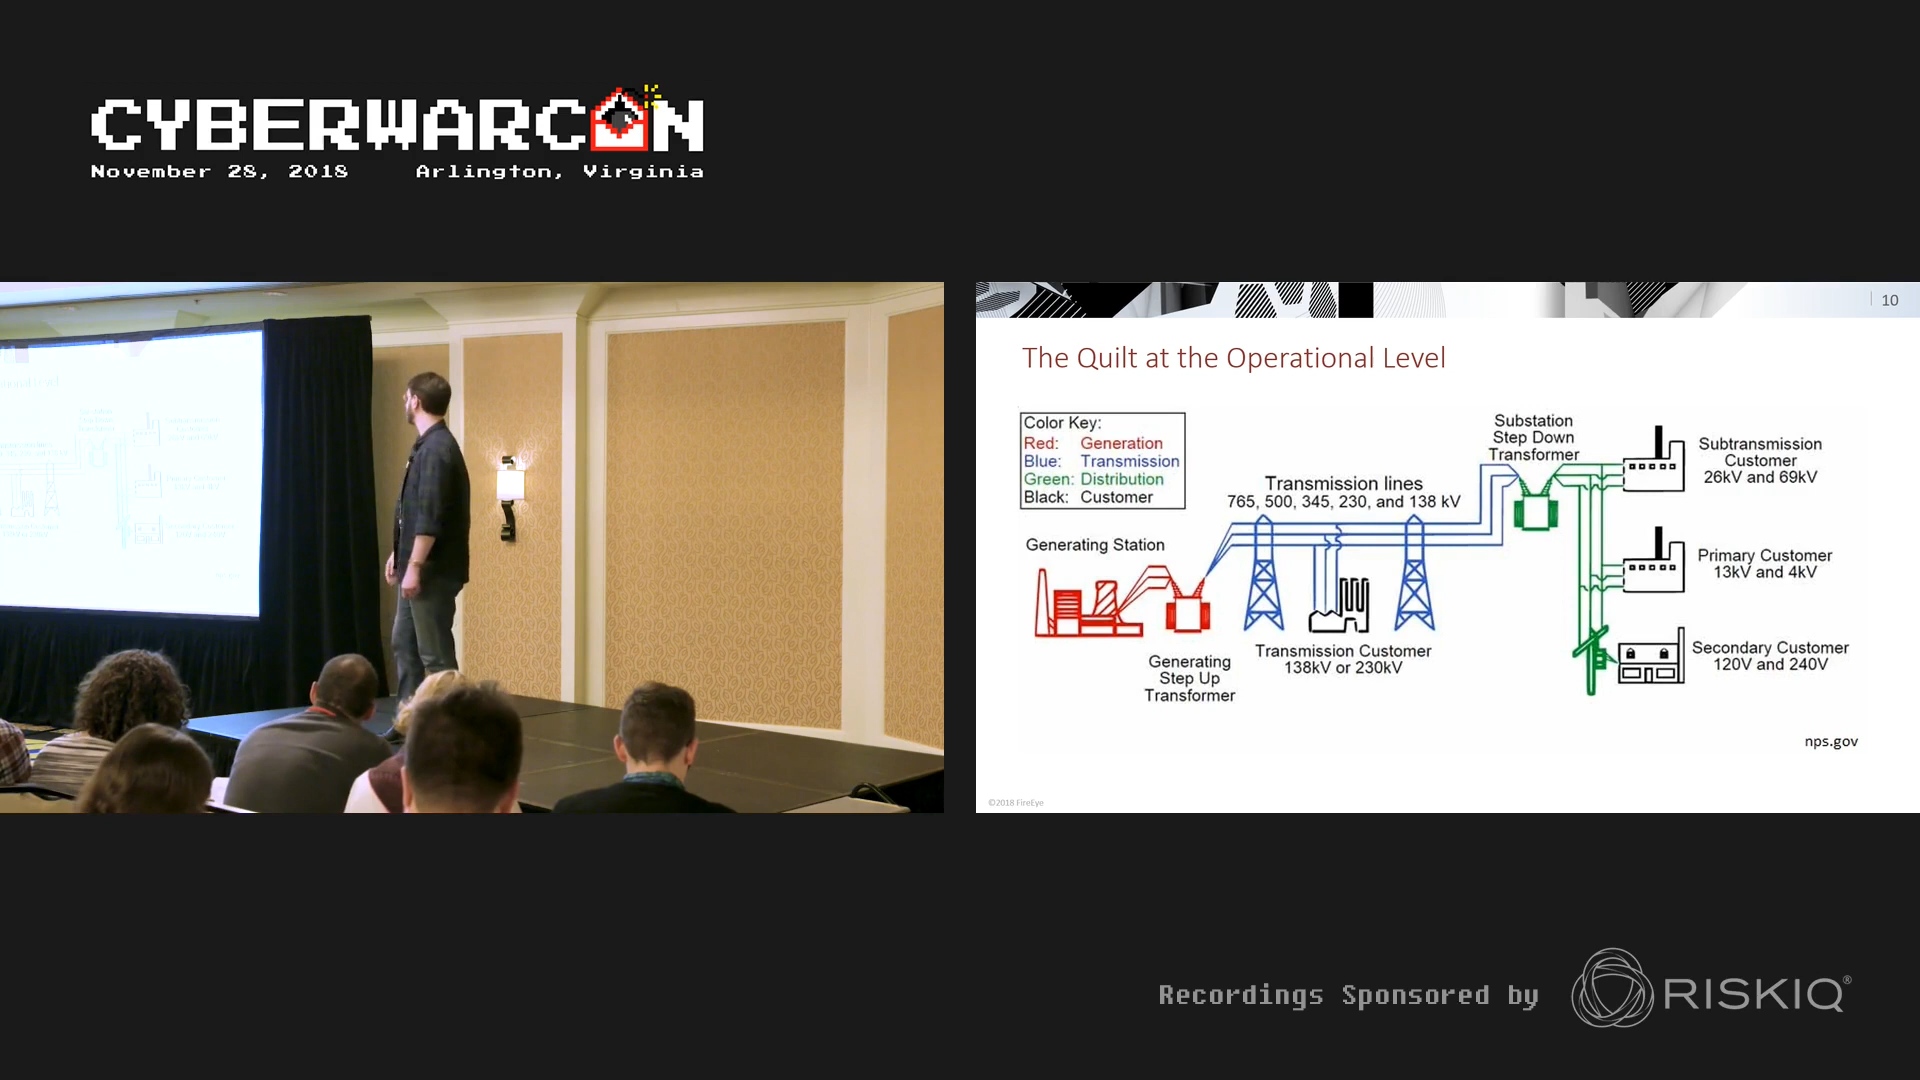 CYBERWARCON
November 28, 2018 Arlington, Virginia
10
The Quilt at the Operational Level
Color Key:
Red: Generation
Blue: Transmission
Green: Distribution
Black: Customer
Generating Station
Generating
Step Up
Transformer
Transmission lines
765, 500, 345, 230, and 138 kV
Transmission Customer
138kV or 230kV
Substation
Step Down
Transformer
Subtransmission
Customer
26kV and 69kV
Primary Customer
13kV and 4kV
Secondary Customer
120V and 240V
nps.gov
©2018 FireEye
Recordings Sponsored by
RISKIQ®